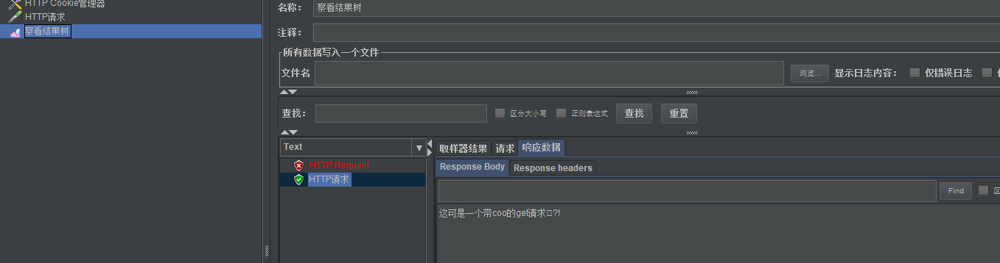 HTTP Cookie管理器
HTTP请求
察看结果树
名称：
察看结果树
注释：
所有数据写入一个文件
文件名
浏览...
显示日志内容：
仅错误日志
查找：
区分大小写
正则表达式
查找
重置
Text
HTTP Request
HTTP请求
取样器结果
请求
响应数据
Response Body
Response headers
Find
区
这可是一个带coo的get请求▯?!